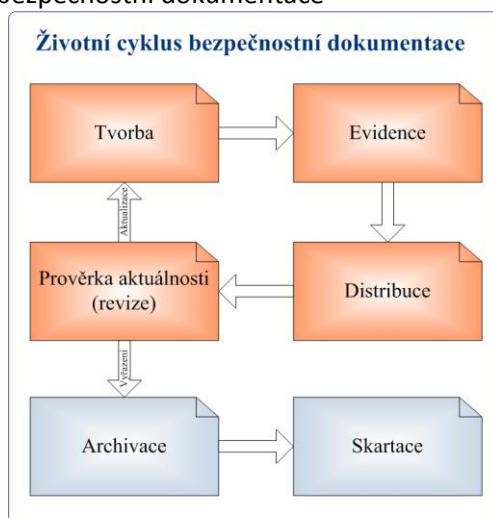 bezpečnostní dokumentace
Životní cyklus bezpečnostní dokumentace
Tvorba
Evidence
Aktualizace
Prověrka aktuálnosti
(revize)
Distribuce
Vyřazení
Archivace
Skartace